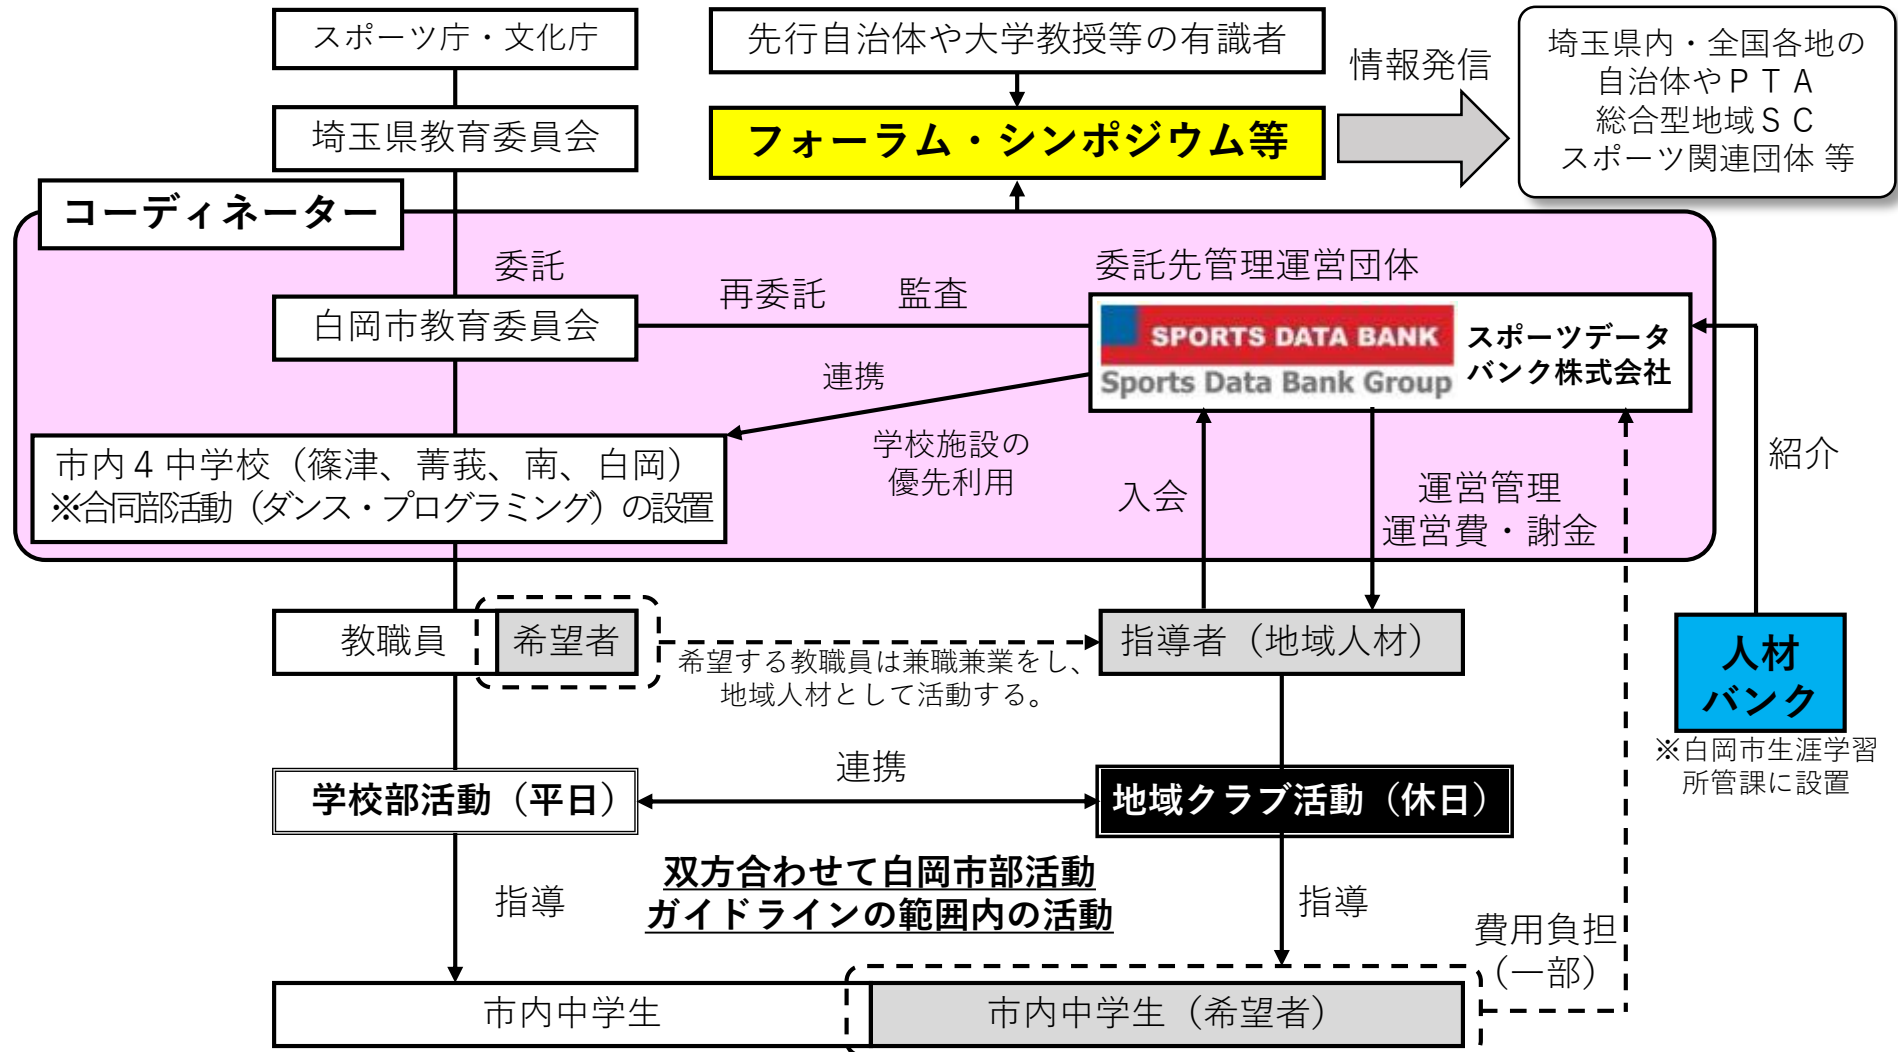 スポーツ庁・文化庁
先行自治体や大学教授等の有識者
情報発信
埼玉県内・全国各地の
自治体やＰＴＡ
総合型地域ＳＣ
スポーツ関連団体 等
埼玉県教育委員会
フォーラム・シンポジウム等
コーディネーター
委託
再委託
監査
委託先管理運営団体
白岡市教育委員会
SPORTS DATA BANK
Sports Data Bank Group
スポーツデータ
バンク株式会社
連携
学校施設の
優先利用
市内４中学校（篠津、菁莪、南、白岡）
※合同部活動（ダンス・プログラミング）の設置
入会
運営管理
運営費・謝金
紹介
教職員
希望者
希望する教職員は兼職兼業をし、
地域人材として活動する。
指導者（地域人材）
人材
バンク
※白岡市生涯学習
所管課に設置
学校部活動（平日）
連携
地域クラブ活動（休日）
双方合わせて白岡市部活動
ガイドラインの範囲内の活動
指導
指導
費用負担
（一部）
市内中学生
市内中学生（希望者）